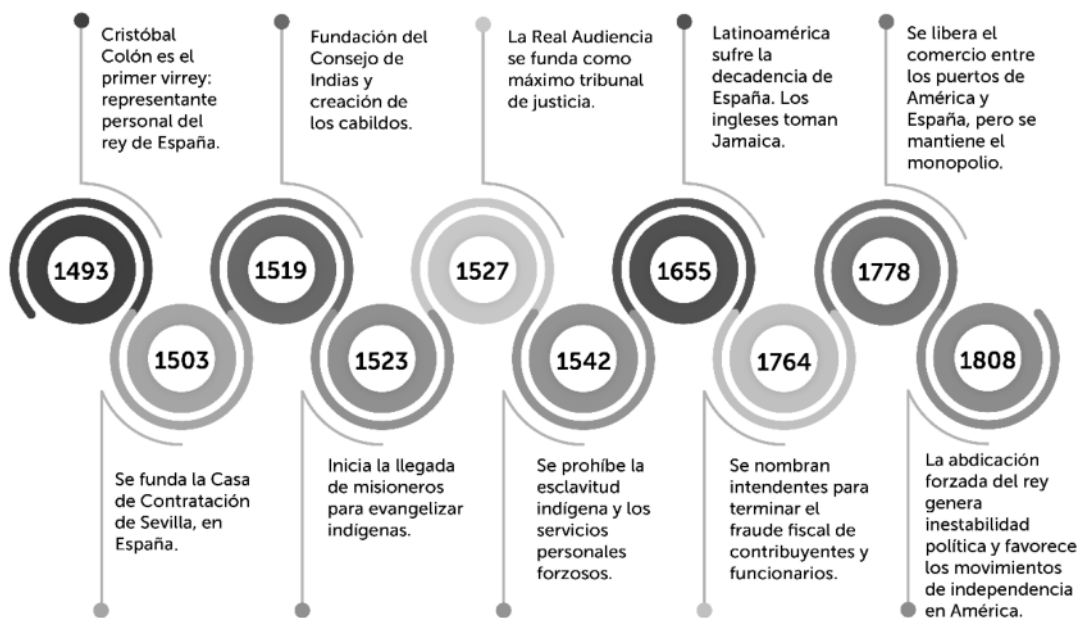 Cristóbal
Colón es el
primer virrey:
representante
personal del
rey de España.
Fundación del
Consejo de
Indias y
creación de
los cabildos.
La Real Audiencia
se funda como
máximo tribunal
de justicia.
Latinoamérica
sufre la
decadencia de
España. Los
ingleses toman
Jamaica.
Se libera el
comercio entre
los puertos de
América y
España, pero se
mantiene el
monopolio.
1493
1519
1527
1655
1778
1503
1523
1542
1764
1808
Se funda la Casa
de Contratación
de Sevilla, en
España.
Inicia la llegada
de misioneros
para evangelizar
indígenas.
Se prohíbe la
esclavitud
indígena y los
servicios
personales
forzosos.
Se nombran
intendentes para
terminar el
fraude fiscal de
contribuyentes y
funcionarios.
La abdicación
forzada del rey
genera
inestabilidad
política y favorece
los movimientos
de independencia
en América.